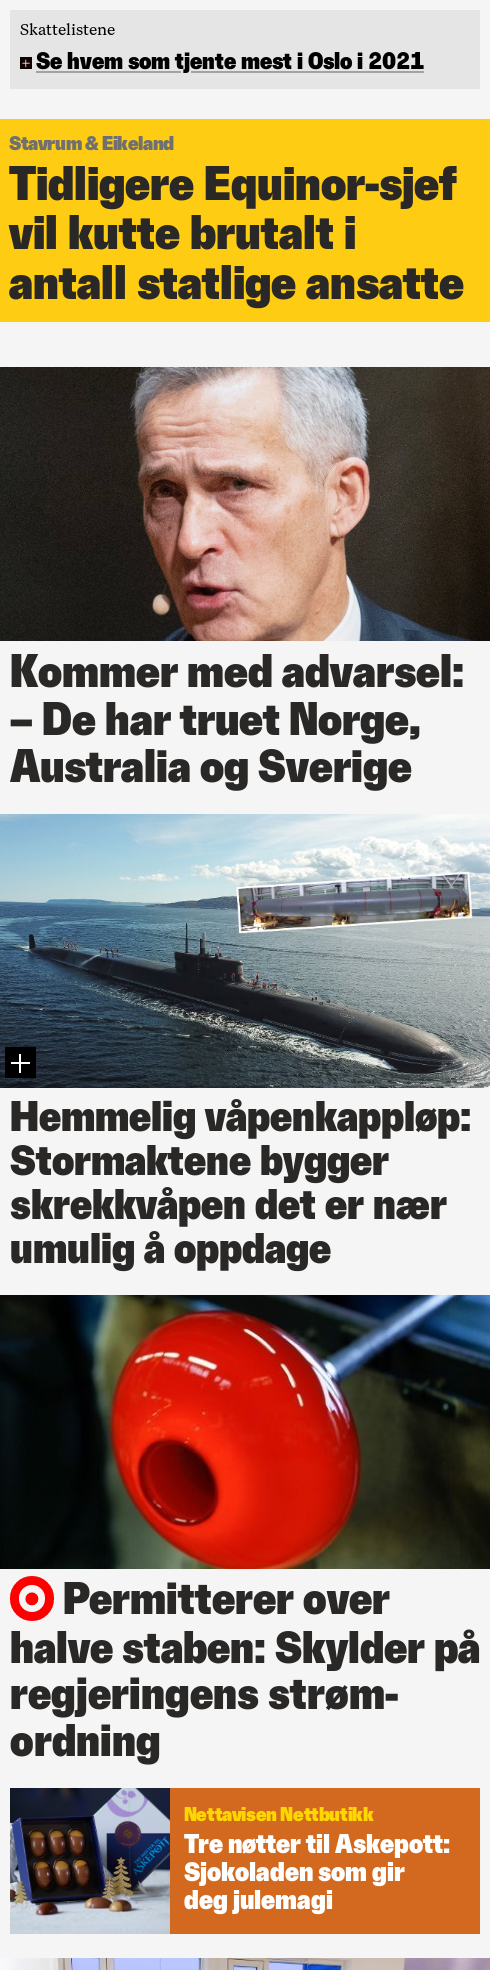 Skattelistene
Se hvem som tjente mest i Oslo i 2021
Stavrum & Eikeland
Tidligere Equinor-sjef
vil kutte brutalt i
antall statlige ansatte
Kommer med advarsel:
– De har truet Norge,
Australia og Sverige
Hemmelig våpenkappløp:
Stormaktene bygger
skrekkvåpen det er nær
umulig å oppdage
Permitterer over
halve staben: Skylder på
regjeringens strøm-
ordning
ASKEPOTT
Nettavisen Nettbutikk
Tre nøtter til Askepott:
Sjokoladen som gir
deg julemagi